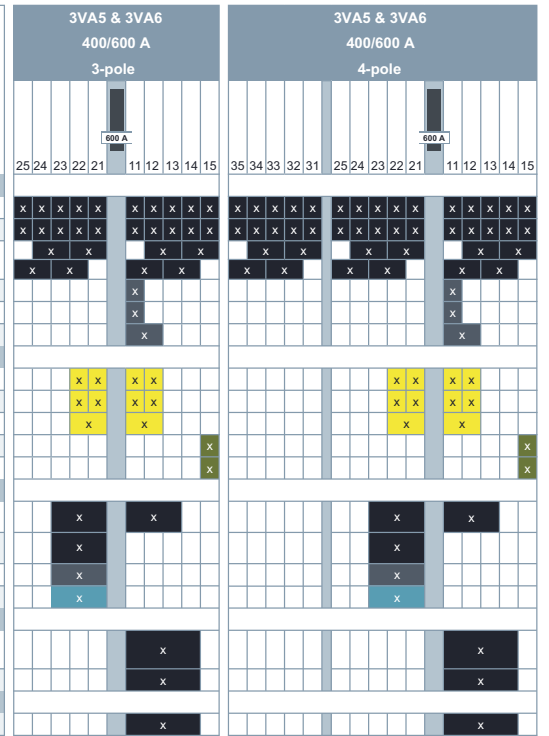 3VA5 & 3VA6
400/600 A
3-pole
600 A
25 24 23 22 21 11 12 13 14 15
x x x x x x x x x x
x x x x x x x x x x
x x x x
x x x x
x
x
x
x x x x
x x x x
x x
x
x
x x
x
x
x
x
x
x
3VA5 & 3VA6
400/600 A
4-pole
600 A
35 34 33 32 31 25 24 23 22 21 11 12 13 14 15
x x x x x x x x x x x x x x x
x x x x x x x x x x x x x x x
x x x x x x
x x x x x x
x
x
x
x x x x
x x x x
x x
x
x
x x
x
x
x
x
x
x